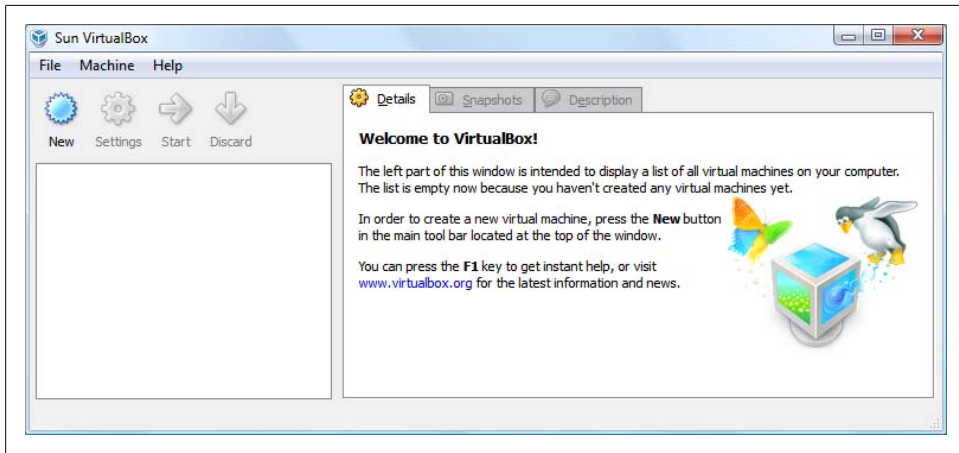 Sun VirtualBox
File Machine Help
New Settings Start Discard
Details Snapshots Description
Welcome to VirtualBox!
The left part of this window is intended to display a list of all virtual machines on your computer.
The list is empty now because you haven't created any virtual machines yet.
In order to create a new virtual machine, press the New button
in the main tool bar located at the top of the window.
You can press the F1 key to get instant help, or visit
www.virtualbox.org for the latest information and news.